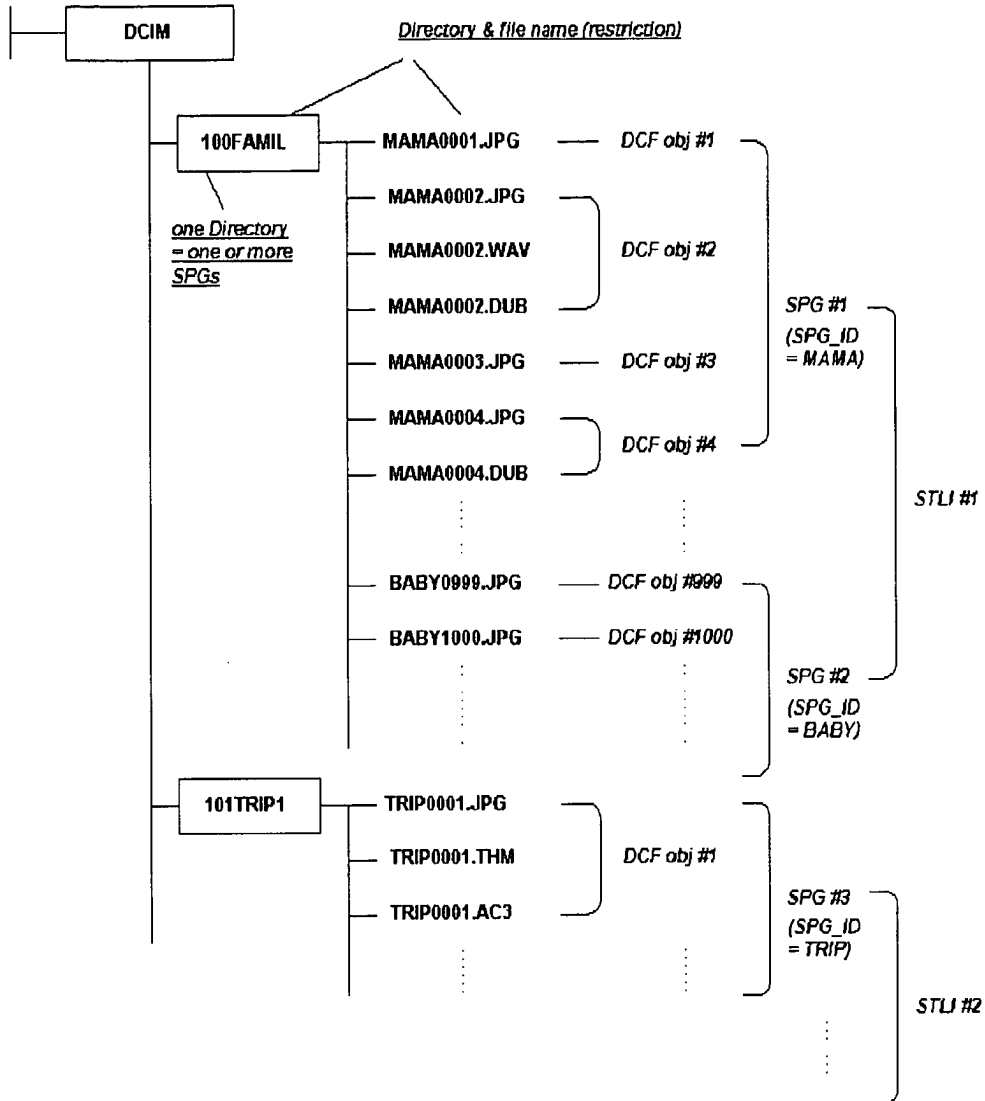 DCIM
Directory & file name (restriction)
100FAMIL
one Directory
= one or more
SPGs
MAMA0001.JPG
DCF obj #1
MAMA0002.JPG
MAMA0002.WAV
DCF obj #2
MAMA0002.DUB
MAMA0003.JPG
DCF obj #3
MAMA0004.JPG
DCF obj #4
MAMA0004.DUB
SPG #1
(SPG_ID
= MAMA)
STLI #1
BABY0999.JPG
DCF obj #999
BABY1000.JPG
DCF obj #1000
SPG #2
(SPG_ID
= BABY)
101TRIP1
TRIP0001.JPG
TRIP0001.THM
DCF obj #1
TRIP0001.AC3
SPG #3
(SPG_ID
= TRIP)
STLI #2